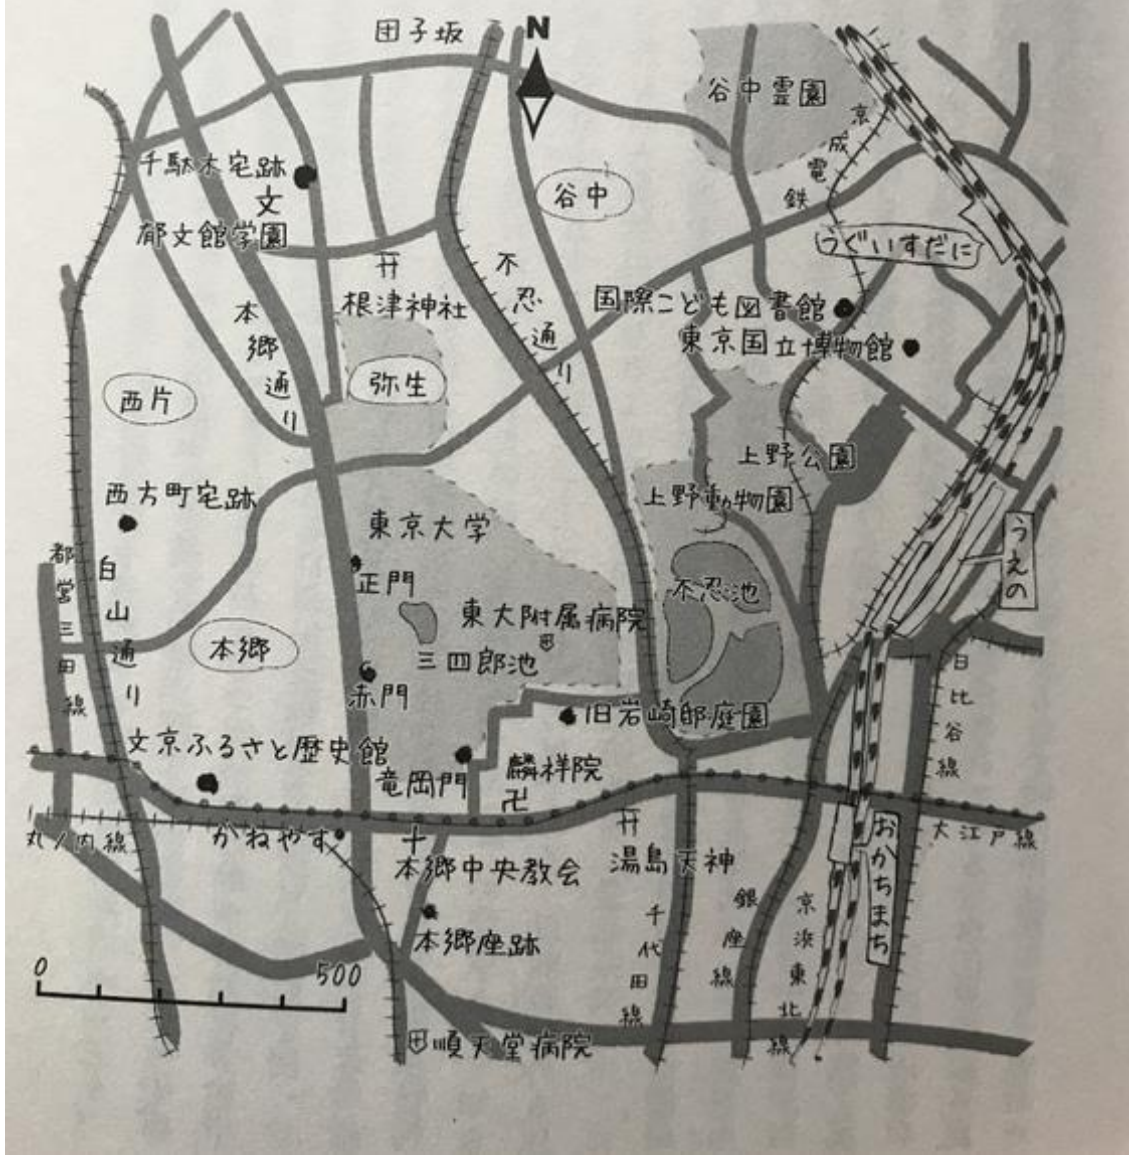 団子坂
N
谷中霊園
京成電鉄
千駄木宅跡
文
郁文館学園
谷中
うぐいすだに
根津神社
不忍通り
国際こども図書館
東京国立博物館
本郷通り
弥生
西片
上野公園
上野動物園
西方町宅跡
東京大学
都営三田線
白山通り
正門
不忍池
うえの
東大附属病院
三四郎池
本郷
赤門
旧岩崎邸庭園
日比谷線
文京ふるさと歴史館
竜岡門
麟祥院
卍
丸ノ内線
かねやす
大江戸線
本郷中央教会
湯島天神
おかちまち
千代田線
銀座線
京浜東北線
本郷座跡
0
500
順天堂病院